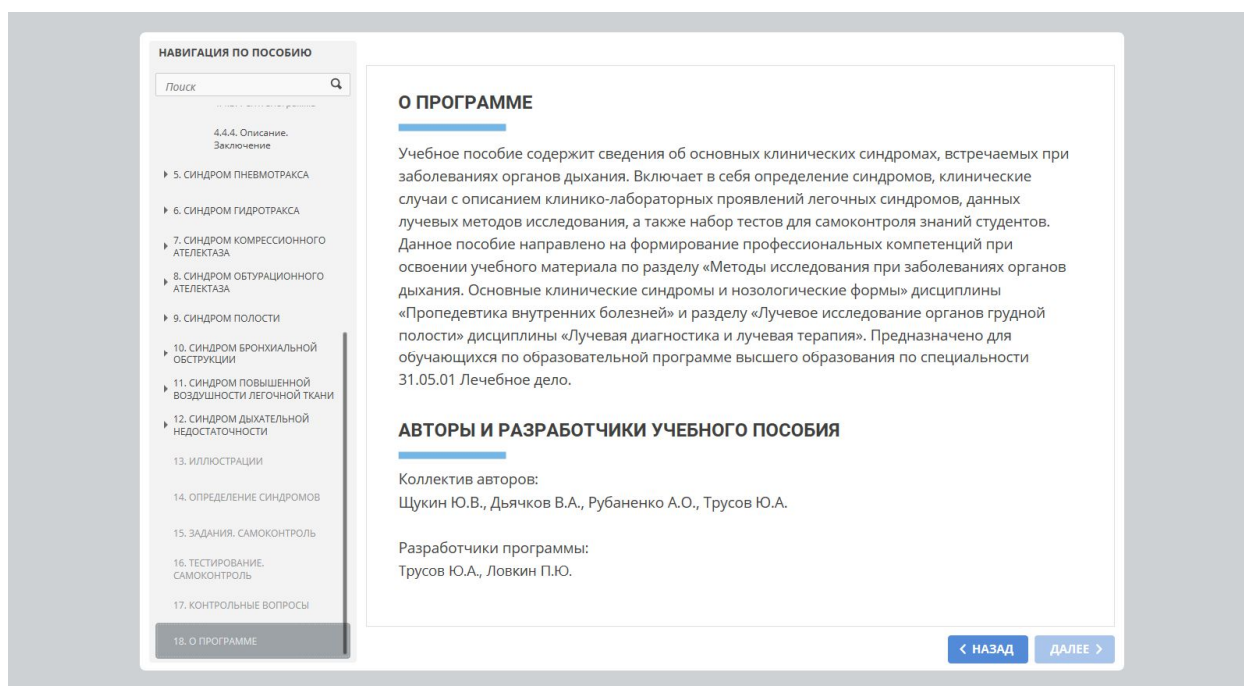 НАВИГАЦИЯ ПО ПОСОБИЮ
Поиск
4.4.4. Описание.
Заключение
5. СИНДРОМ ПНЕВМОТРАКСА
6. СИНДРОМ ГИДРОТРАКСА
7. СИНДРОМ КОМПРЕССИОННОГО
АТЕЛЕКТАЗА
8. СИНДРОМ ОБТУРАЦИОННОГО
АТЕЛЕКТАЗА
9. СИНДРОМ ПОЛОСТИ
10. СИНДРОМ БРОНХИАЛЬНОЙ
ОБСТРУКЦИИ
11. СИНДРОМ ПОВЫШЕННОЙ
ВОЗДУШНОСТИ ЛЕГОЧНОЙ ТКАНИ
12. СИНДРОМ ДЫХАТЕЛЬНОЙ
НЕДОСТАТОЧНОСТИ
13. ИЛЛЮСТРАЦИИ
14. ОПРЕДЕЛЕНИЕ СИНДРОМОВ
15. ЗАДАНИЯ. САМОКОНТРОЛЬ
16. ТЕСТИРОВАНИЕ.
САМОКОНТРОЛЬ
17. КОНТРОЛЬНЫЕ ВОПРОСЫ
18. О ПРОГРАММЕ
О ПРОГРАММЕ
Учебное пособие содержит сведения об основных клинических синдромах, встречаемых при
заболеваниях органов дыхания. Включает в себя определение синдромов, клинические
случаи с описанием клинико-лабораторных проявлений легочных синдромов, данных
лучевых методов исследования, а также набор тестов для самоконтроля знаний студентов.
Данное пособие направлено на формирование профессиональных компетенций при
освоении учебного материала по разделу «Методы исследования при заболеваниях органов
дыхания. Основные клинические синдромы и нозологические формы» дисциплины
«Пропедевтика внутренних болезней» и разделу «Лучевое исследование органов грудной
полости» дисциплины «Лучевая диагностика и лучевая терапия». Предназначено для
обучающихся по образовательной программе высшего образования по специальности
31.05.01 Лечебное дело.
АВТОРЫ И РАЗРАБОТЧИКИ УЧЕБНОГО ПОСОБИЯ
Коллектив авторов:
Щукин Ю.В., Дьячков В.А., Рубаненко А.О., Трусов Ю.А.
Разработчики программы:
Трусов Ю.А., Ловкин П.Ю.
НАЗАД
ДАЛЕЕ